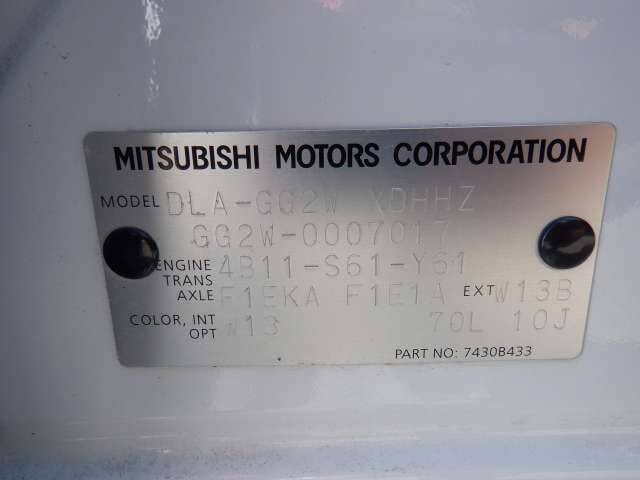 MITSUBISHI MOTORS CORPORATION
MODEL DLA-GG2W XDHHZ
GG2W-0007017
ENGINE 4B11-S61-Y61
TRANS AXLE F1EKA F1E1A EXT W13B
COLOR, INT OPT W13 70L 10J
PART NO: 7430B433